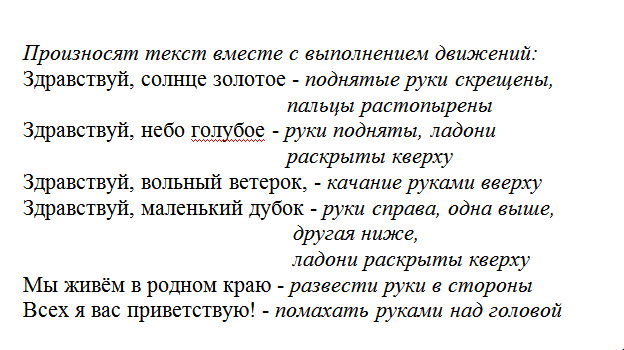 Произносят текст вместе с выполнением движений:
Здравствуй, солнце золотое - поднятые руки скрещены,
пальцы растопырены
Здравствуй, небо голубое - руки подняты, ладони
раскрыты кверху
Здравствуй, вольный ветерок, - качание руками вверху
Здравствуй, маленький дубок - руки справа, одна выше,
другая ниже,
ладони раскрыты кверху
Мы живём в родном краю - развести руки в стороны
Всех я вас приветствую! - помахать руками над головой